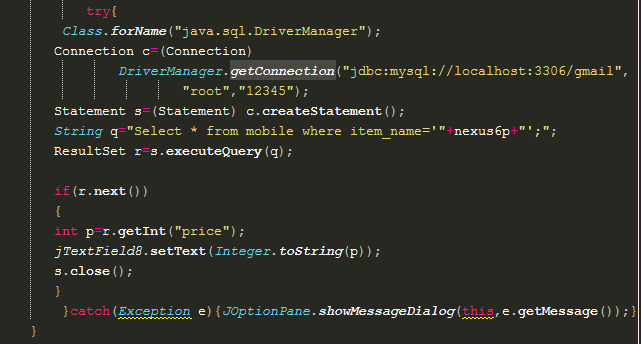 try{
Class.forName("java.sql.DriverManager");
Connection c=(Connection)
DriverManager.getConnection("jdbc:mysql://localhost:3306/gmail",
"root","12345");
Statement s=(Statement) c.createStatement();
String q="Select * from mobile where item_name='"+nexus6p+"';";
ResultSet r=s.executeQuery(q);
if(r.next())
{
int p=r.getInt("price");
jTextField8.setText(Integer.toString(p));
s.close();
}
}catch(Exception e){JOptionPane.showMessageDialog(this,e.getMessage());}
}